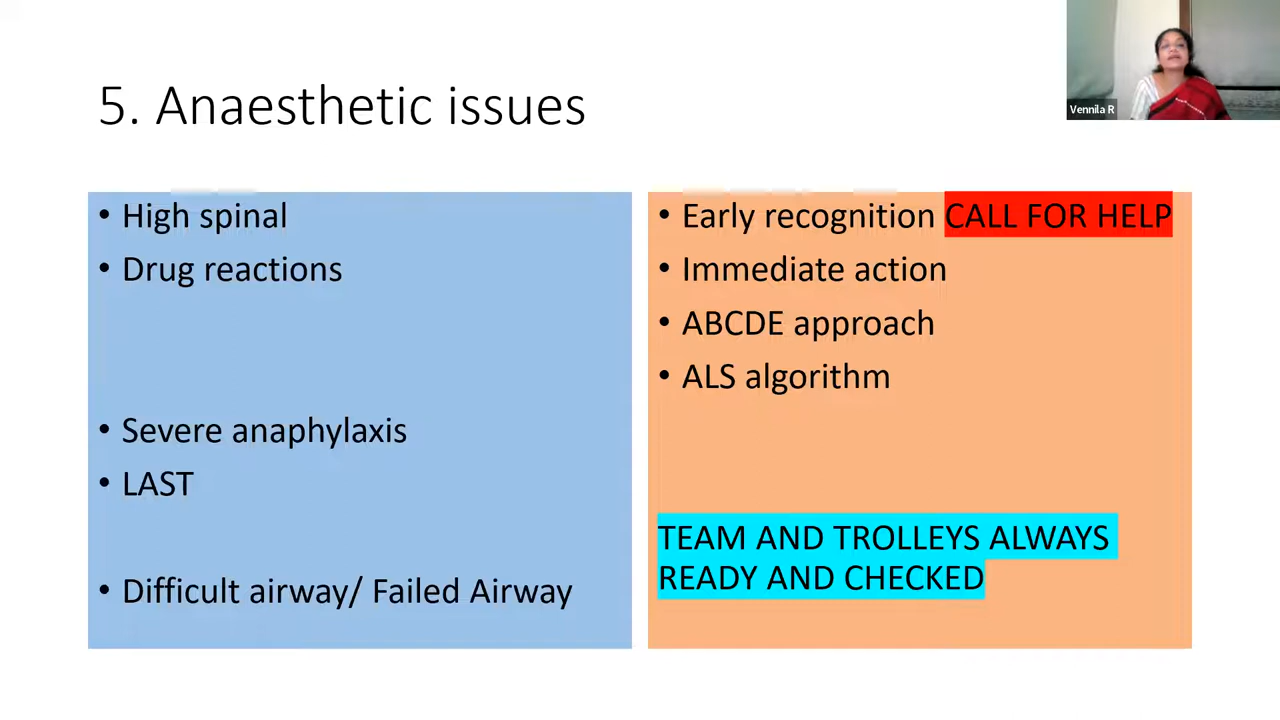 5. Anaesthetic issues
Vennila R
• High spinal
• Drug reactions
• Severe anaphylaxis
• LAST
• Difficult airway/ Failed Airway
• Early recognition CALL FOR HELP
• Immediate action
• ABCDE approach
• ALS algorithm
TEAM AND TROLLEYS ALWAYS
READY AND CHECKED